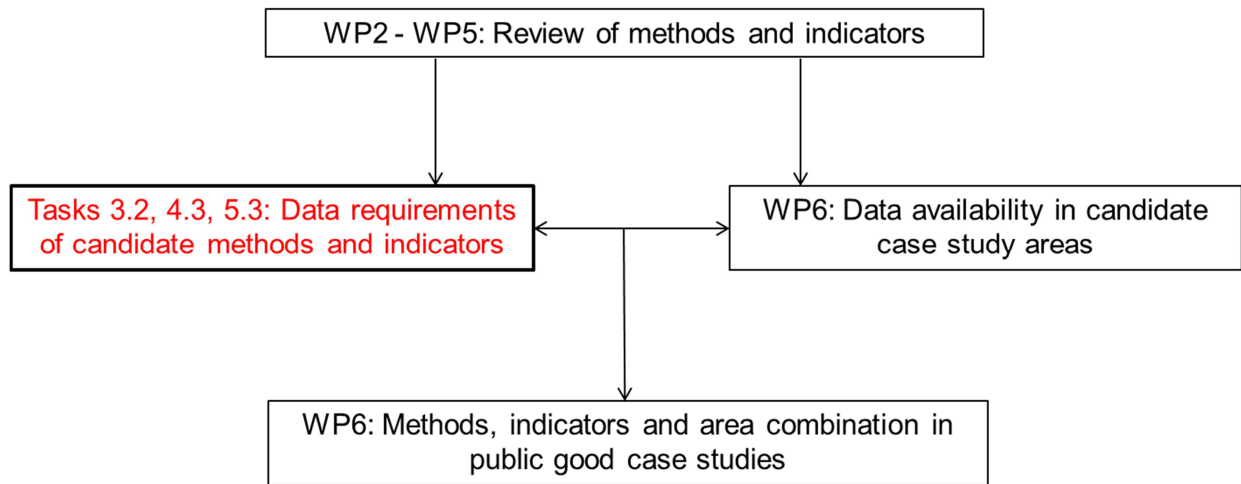 WP2 - WP5: Review of methods and indicators
Tasks 3.2, 4.3, 5.3: Data requirements
of candidate methods and indicators
WP6: Data availability in candidate
case study areas
WP6: Methods, indicators and area combination in
public good case studies